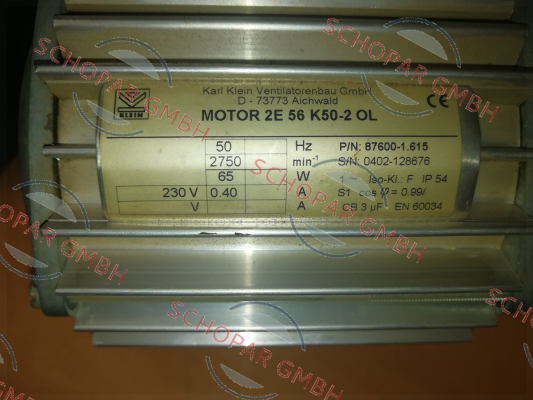 Karl Klein Ventilatorenbau GmbH
D - 73773 Aichwald
KLEIN
MOTOR 2E 56 K50-2 OL
CE
50 Hz P/N: 87600-1.615
2750 min-1 S/N: 0402-128676
65 W 1 ~ Iso-Kl.: F IP 54
230 V 0.40 A S1 cos φ = 0.99/
V A CB 3 µF EN 60034
SCHOPAR GMBH
SCHOPAR GMBH
SCHOPAR GMBH
SCHOPAR GMBH
SCHOPAR GMBH